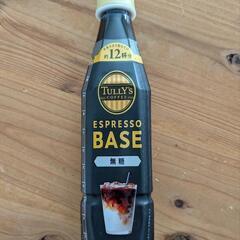 約12杯分
TULLY'S
COFFEE
ESPRESSO
BASE
無糖